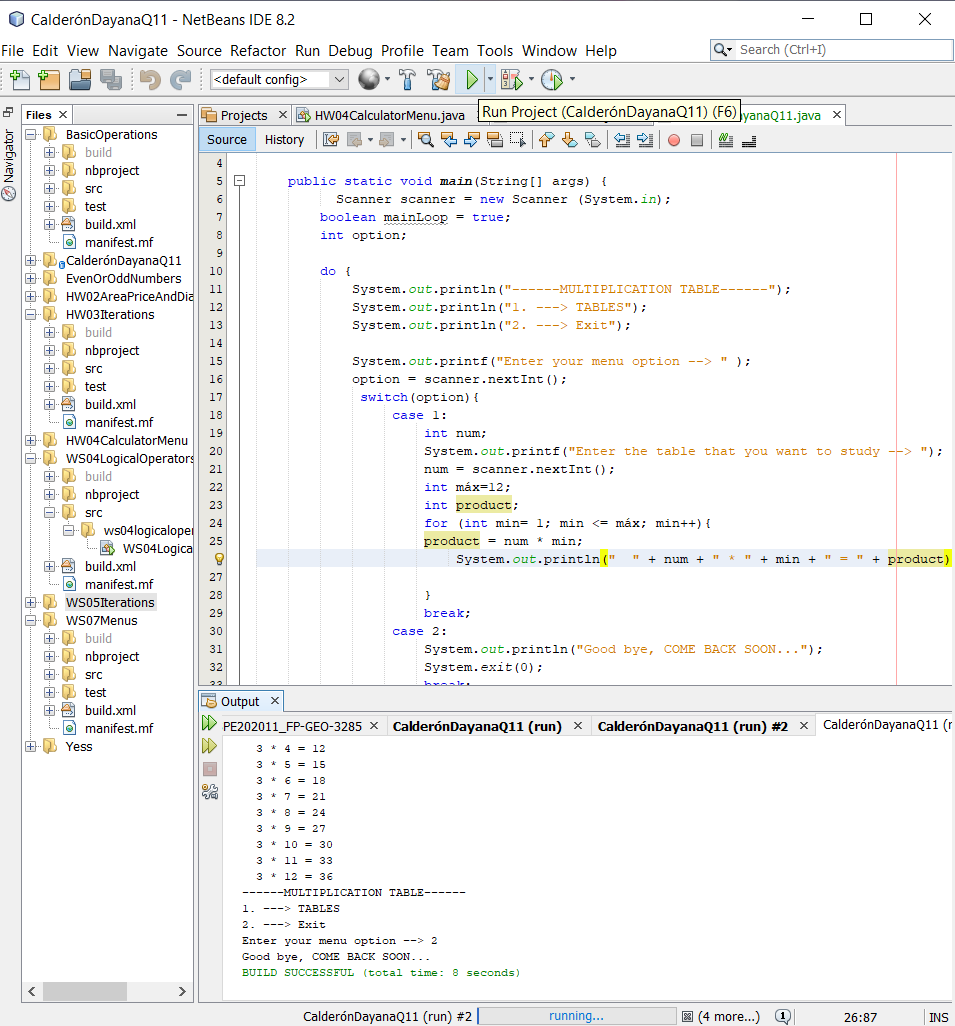 CalderónDayanaQ11 - NetBeans IDE 8.2
File Edit View Navigate Source Refactor Run Debug Profile Team Tools Window Help
Search (Ctrl+I)
<default config>
Run Project (CalderónDayanaQ11) (F6)
Navigator
Files
Projects
HW04CalculatorMenu.java
ayanaQ11.java
Source
History
BasicOperations
build
nbproject
src
test
build.xml
manifest.mf
CalderónDayanaQ11
EvenOrOddNumbers
HW02AreaPriceAndDia
HW03Iterations
build
nbproject
src
test
build.xml
manifest.mf
HW04CalculatorMenu
WS04LogicalOperators
build
nbproject
src
ws04logicalope
WS04Logica
build.xml
manifest.mf
WS05Iterations
WS07Menus
build
nbproject
src
test
build.xml
manifest.mf
Yess
4
5 public static void main(String[] args) {
6 Scanner scanner = new Scanner (System.in);
7 boolean mainLoop = true;
8 int option;
9
10 do {
11 System.out.println("------MULTIPLICATION TABLE------");
12 System.out.println("1. ---> TABLES");
13 System.out.println("2. ---> Exit");
14
15 System.out.printf("Enter your menu option --> " );
16 option = scanner.nextInt();
17 switch(option){
18 case 1:
19 int num;
20 System.out.printf("Enter the table that you want to study --> ");
21 num = scanner.nextInt();
22 int máx=12;
23 int product;
24 for (int min= 1; min <= máx; min++){
25 product = num * min;
System.out.println("  " + num + " * " + min + " = " + product)
27
28 }
29 break;
30 case 2:
31 System.out.println("Good bye, COME BACK SOON...");
32 System.exit(0);
33 break;
Output
PE202011_FP-GEO-3285
CalderónDayanaQ11 (run)
CalderónDayanaQ11 (run) #2
CalderónDayanaQ11 (r
3 * 4 = 12
3 * 5 = 15
3 * 6 = 18
3 * 7 = 21
3 * 8 = 24
3 * 9 = 27
3 * 10 = 30
3 * 11 = 33
3 * 12 = 36
------MULTIPLICATION TABLE------
1. ---> TABLES
2. ---> Exit
Enter your menu option --> 2
Good bye, COME BACK SOON...
BUILD SUCCESSFUL (total time: 8 seconds)
CalderónDayanaQ11 (run) #2
running...
(4 more...)
26:87
INS